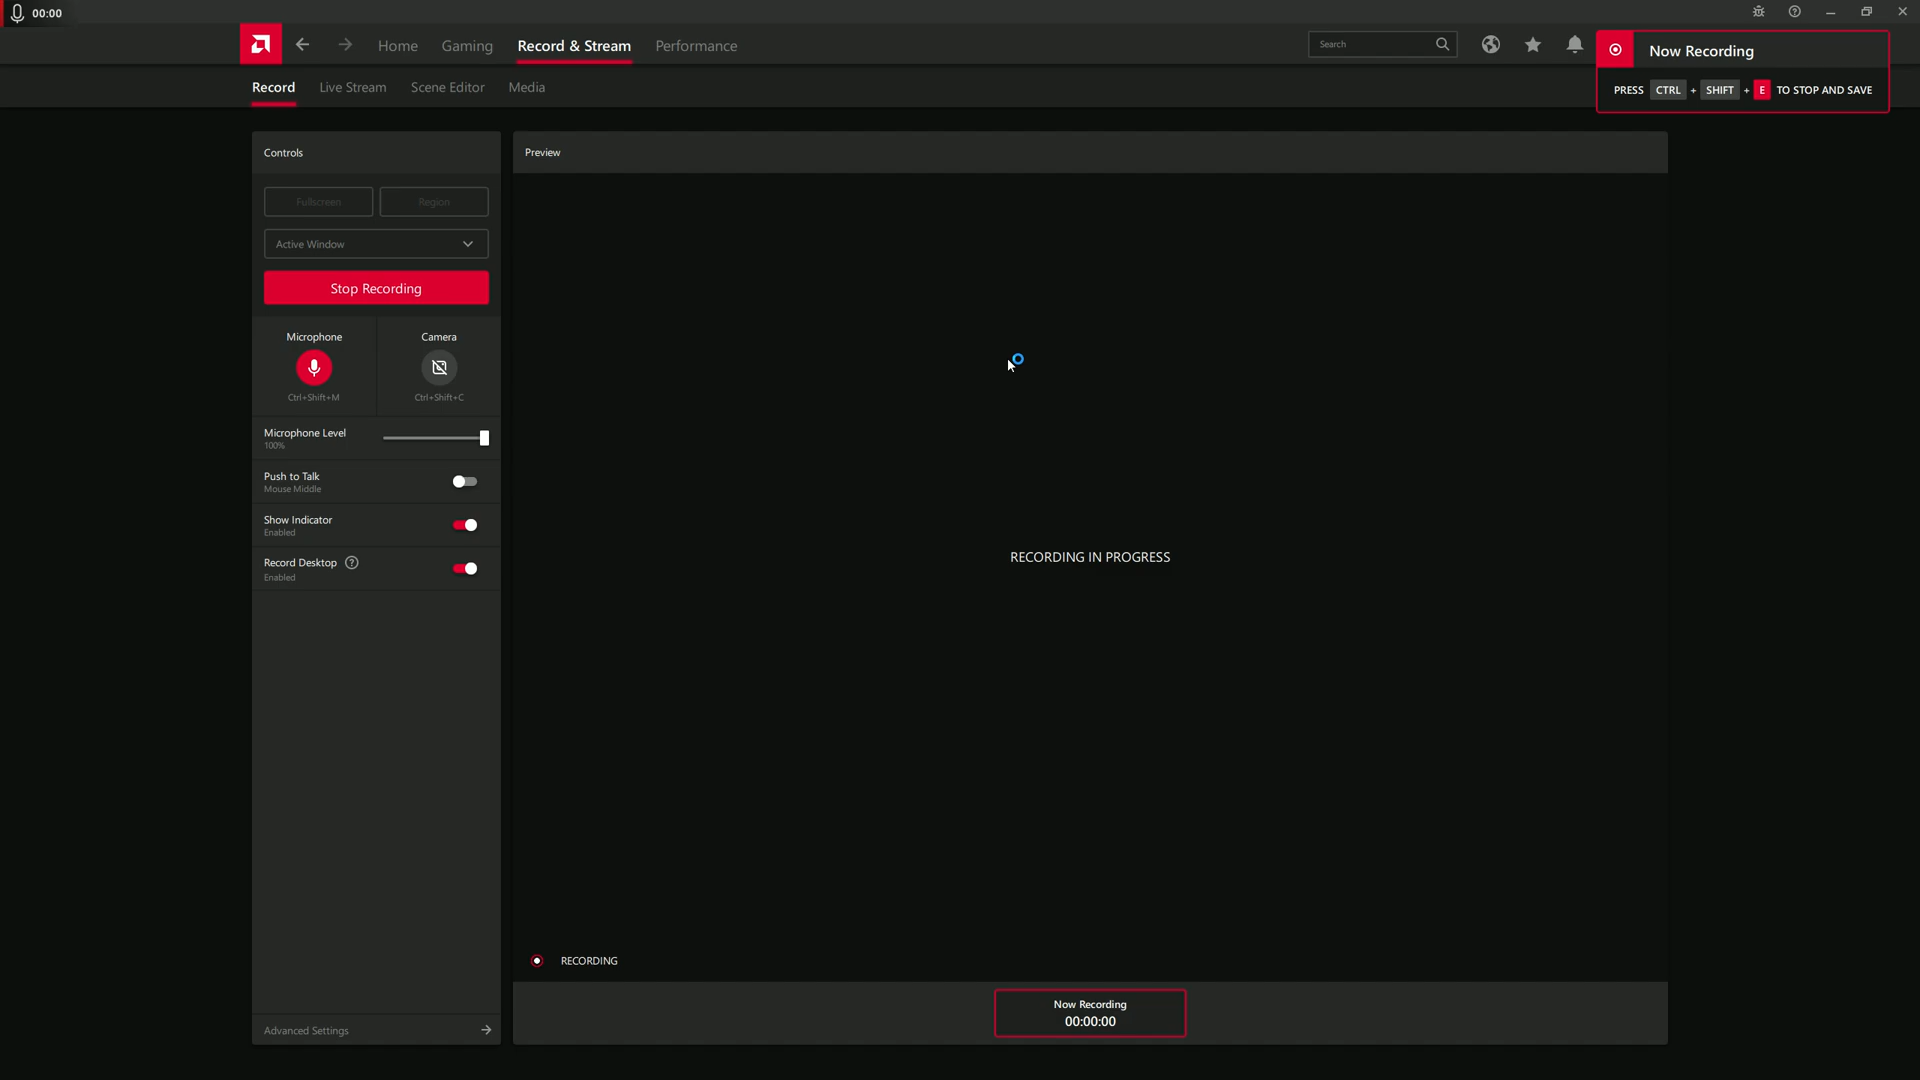 00:00
Home Gaming Record & Stream Performance
Search
Now Recording
PRESS CTRL + SHIFT + E TO STOP AND SAVE
Record Live Stream Scene Editor Media
Controls
Fullscreen Region
Active Window
Stop Recording
Microphone Camera
Ctrl+Shift+M Ctrl+Shift+C
Microphone Level
100%
Push to Talk
Mouse Middle
Show Indicator
Enabled
Record Desktop
Enabled
Advanced Settings
Preview
RECORDING IN PROGRESS
RECORDING
Now Recording
00:00:00